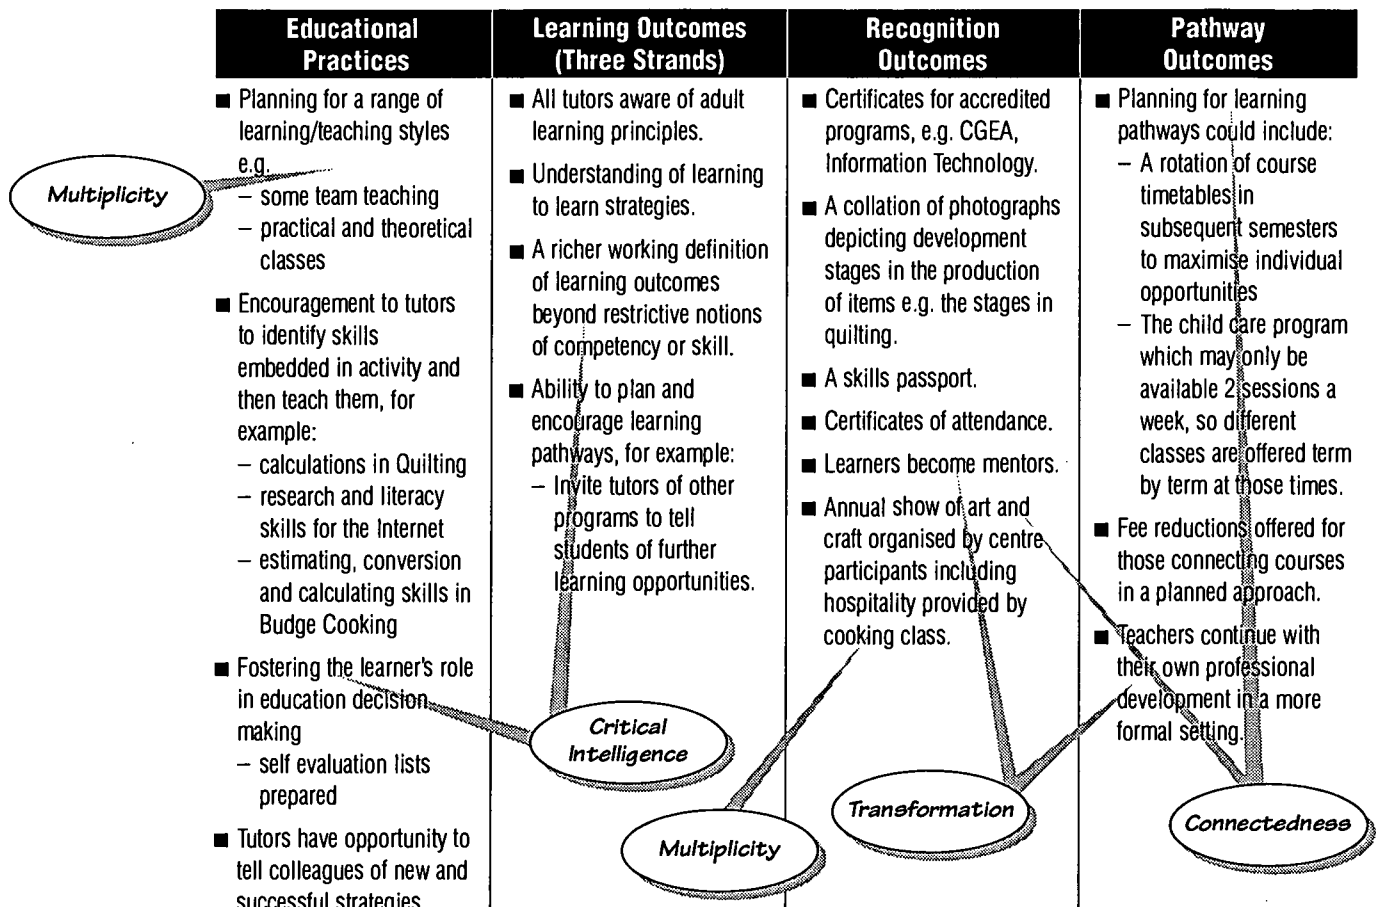 Educational
Practices
Learning Outcomes
(Three Strands)
Recognition
Outcomes
Pathway
Outcomes
■ Planning for a range of
learning/teaching styles
e.g.
– some team teaching
– practical and theoretical
classes
■ Encouragement to tutors
to identify skills
embedded in activity and
then teach them, for
example:
– calculations in Quilting
– research and literacy
skills for the Internet
– estimating, conversion
and calculating skills in
Budge Cooking
■ Fostering the learner's role
in education decision
making
– self evaluation lists
prepared
■ Tutors have opportunity to
tell colleagues of new and
successful strategies
■ All tutors aware of adult
learning principles.
■ Understanding of learning
to learn strategies.
■ A richer working definition
of learning outcomes
beyond restrictive notions
of competency or skill.
■ Ability to plan and
encourage learning
pathways, for example:
– Invite tutors of other
programs to tell
students of further
learning opportunities.
■ Certificates for accredited
programs, e.g. CGEA,
Information Technology.
■ A collation of photographs
depicting development
stages in the production
of items e.g. the stages in
quilting.
■ A skills passport.
■ Certificates of attendance.
■ Learners become mentors.
■ Annual show of art and
craft organised by centre
participants including
hospitality provided by
cooking class.
■ Planning for learning
pathways could include:
– A rotation of course
timetables in
subsequent semesters
to maximise individual
opportunities
– The child care program
which may only be
available 2 sessions a
week, so different
classes are offered term
by term at those times.
■ Fee reductions offered for
those connecting courses
in a planned approach.
■ Teachers continue with
their own professional
development in a more
formal setting.
Multiplicity
Critical
Intelligence
Multiplicity
Transformation
Connectedness